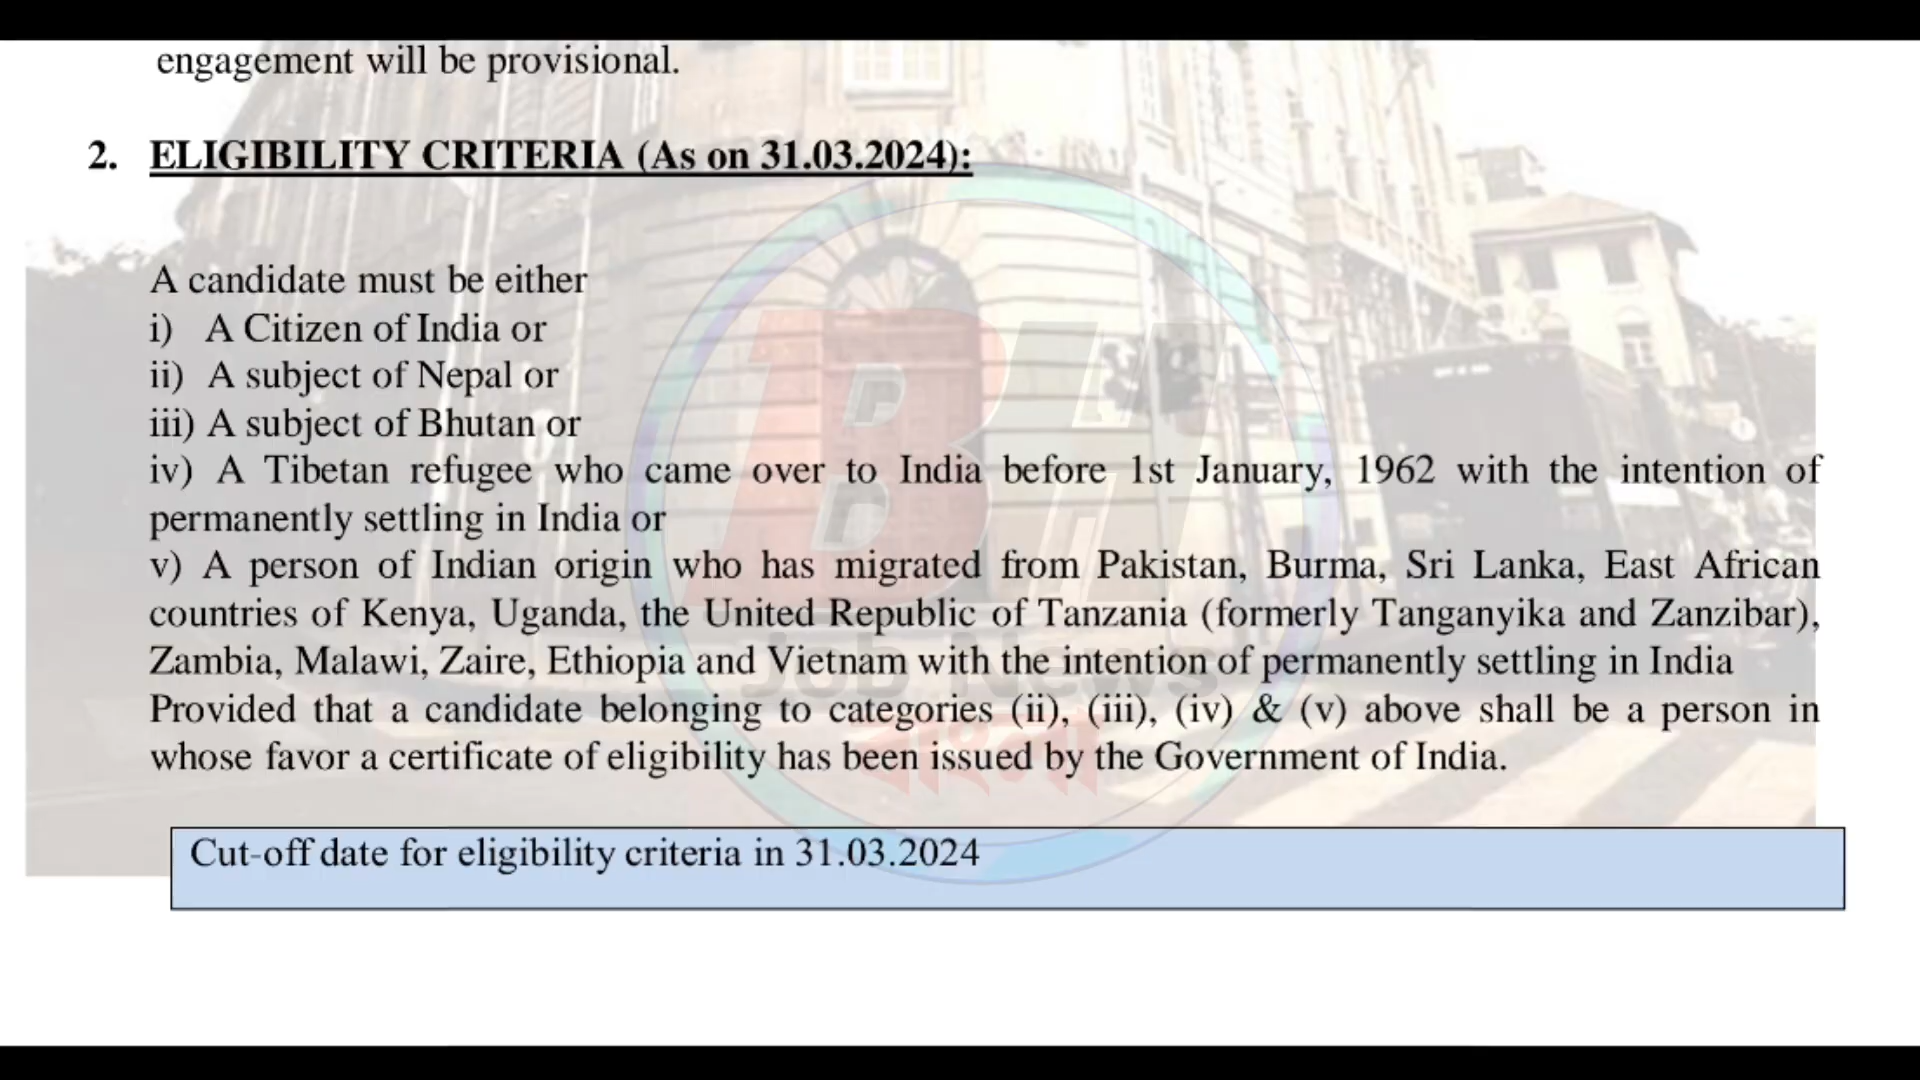 engagement will be provisional.
2. ELIGIBILITY CRITERIA (As on 31.03.2024):
A candidate must be either
i) A Citizen of India or
ii) A subject of Nepal or
iii) A subject of Bhutan or
iv) A Tibetan refugee who came over to India before 1st January, 1962 with the intention of
permanently settling in India or
v) A person of Indian origin who has migrated from Pakistan, Burma, Sri Lanka, East African
countries of Kenya, Uganda, the United Republic of Tanzania (formerly Tanganyika and Zanzibar),
Zambia, Malawi, Zaire, Ethiopia and Vietnam with the intention of permanently settling in India
Provided that a candidate belonging to categories (ii), (iii), (iv) & (v) above shall be a person in
whose favor a certificate of eligibility has been issued by the Government of India.
Cut-off date for eligibility criteria in 31.03.2024
BH
Job News
বাংলা